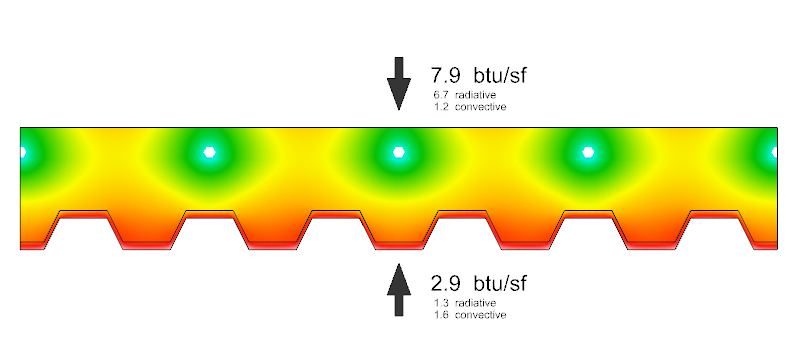 7.9 btu/sf
6.7 radiative
1.2 convective
2.9 btu/sf
1.3 radiative
1.6 convective